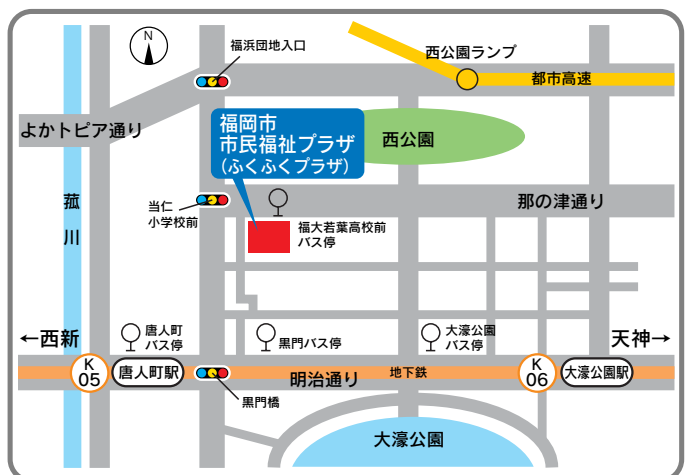 N
福浜団地入口
西公園ランプ
都市高速
よかトピア通り
福岡市
市民福祉プラザ
（ふくふくプラザ）
西公園
菰川
当仁
小学校前
那の津通り
福大若葉高校前
バス停
←西新
唐人町
バス停
黒門バス停
大濠公園
バス停
天神→
K
05
唐人町駅
明治通り
地下鉄
K
06
大濠公園駅
黒門橋
大濠公園